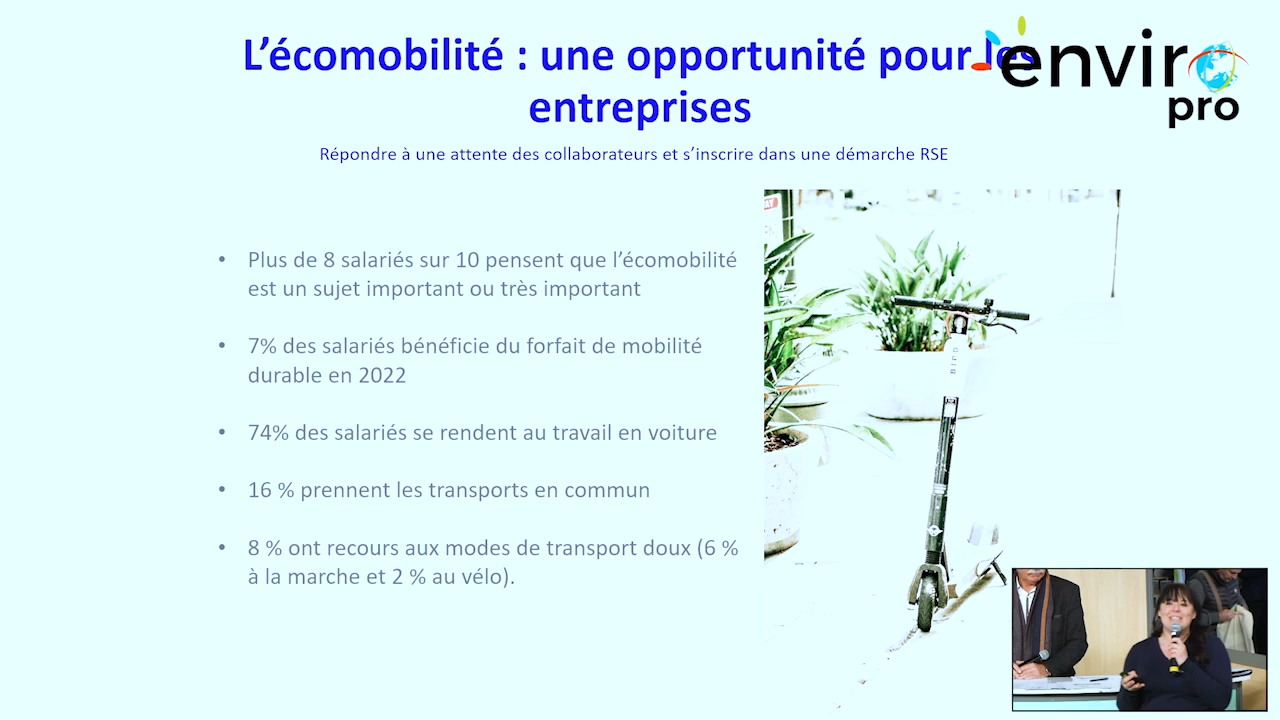 L’écomobilité : une opportunité pour les
entreprises
enviro
pro
Répondre à une attente des collaborateurs et s’inscrire dans une démarche RSE
• Plus de 8 salariés sur 10 pensent que l’écomobilité
est un sujet important ou très important
• 7% des salariés bénéficie du forfait de mobilité
durable en 2022
• 74% des salariés se rendent au travail en voiture
• 16 % prennent les transports en commun
• 8 % ont recours aux modes de transport doux (6 %
à la marche et 2 % au vélo).
BIRD